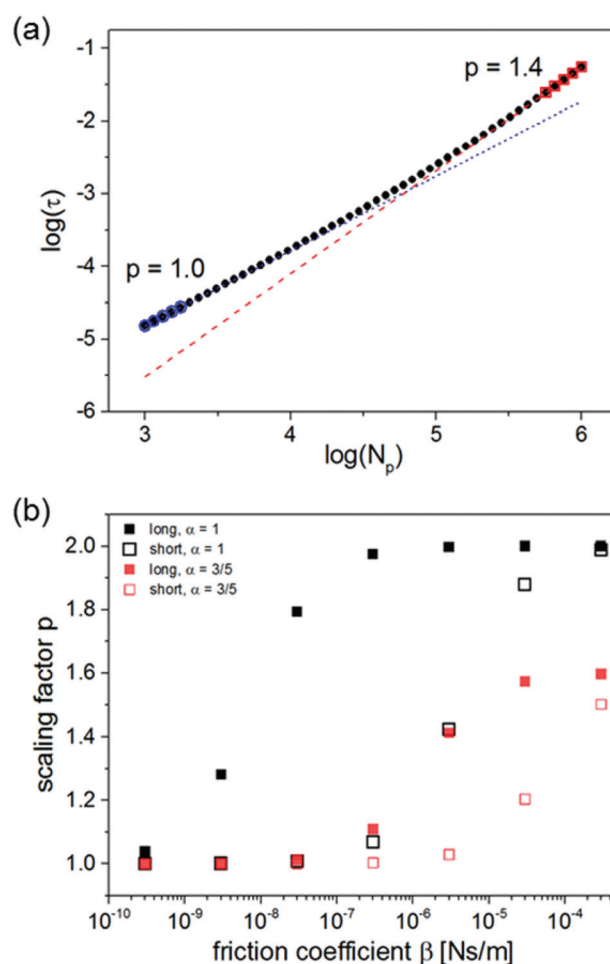 (a)
-1
-2
-3
-4
-5
-6
log(τ)
p = 1.4
p = 1.0
3
4
5
6
log(Nₚ)
(b)
long, α = 1
short, α = 1
long, α = 3/5
short, α = 3/5
2.0
1.8
1.6
1.4
1.2
1.0
scaling factor p
10⁻¹⁰
10⁻⁹
10⁻⁸
10⁻⁷
10⁻⁶
10⁻⁵
10⁻⁴
friction coefficient β [Ns/m]